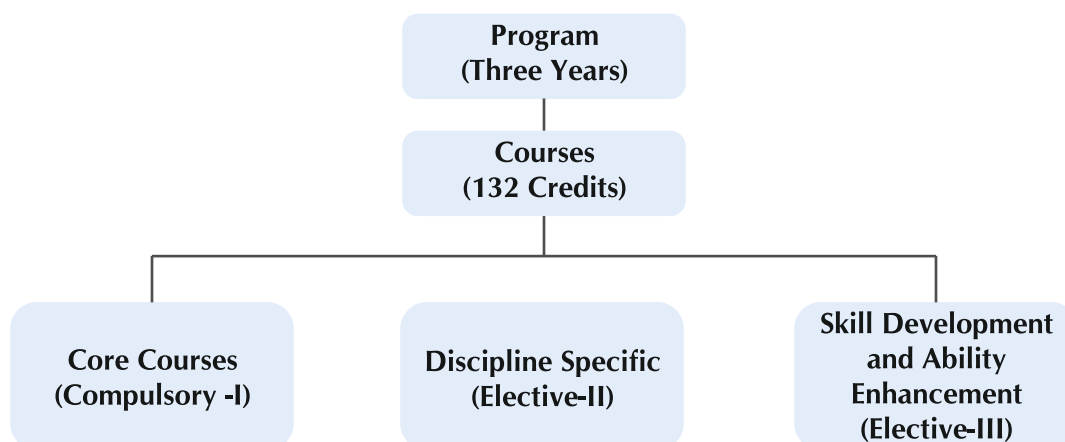 Program
(Three Years)
Courses
(132 Credits)
Core Courses
(Compulsory -I)
Discipline Specific
(Elective-II)
Skill Development
and Ability
Enhancement
(Elective-III)